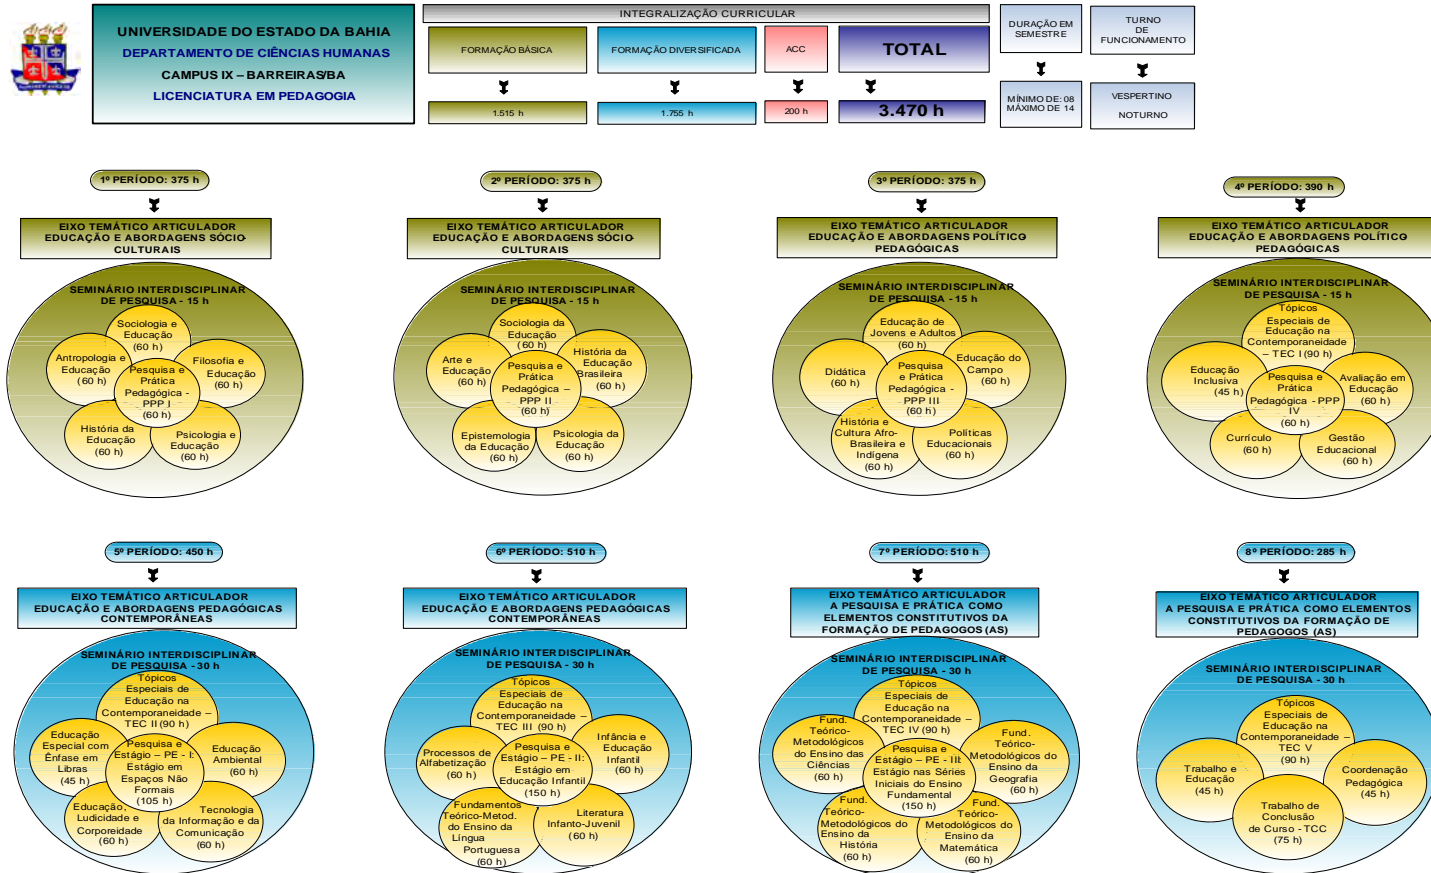 UNIVERSIDADE DO ESTADO DA BAHIA
DEPARTAMENTO DE CIÊNCIAS HUMANAS
CAMPUS IX – BARREIRAS/BA
LICENCIATURA EM PEDAGOGIA
INTEGRALIZAÇÃO CURRICULAR
FORMAÇÃO BÁSICA
1.515 h
FORMAÇÃO DIVERSIFICADA
1.755 h
ACC
200 h
TOTAL
3.470 h
DURAÇÃO EM
SEMESTRE
MÍNIMO DE: 08
MÁXIMO DE 14
TURNO
DE
FUNCIONAMENTO
VESPERTINO
NOTURNO
1º PERÍODO: 375 h
EIXO TEMÁTICO ARTICULADOR
EDUCAÇÃO E ABORDAGENS SÓCIO-
CULTURAIS
SEMINÁRIO INTERDISCIPLINAR
DE PESQUISA - 15 h
Sociologia e
Educação
(60 h)
Antropologia e
Educação
(60 h)
Filosofia e
Educação
(60 h)
Pesquisa e
Prática
Pedagógica -
PPP I
(60 h)
História da
Educação
(60 h)
Psicologia e
Educação
(60 h)
2º PERÍODO: 375 h
EIXO TEMÁTICO ARTICULADOR
EDUCAÇÃO E ABORDAGENS SÓCIO-
CULTURAIS
SEMINÁRIO INTERDISCIPLINAR
DE PESQUISA - 15 h
Sociologia da
Educação
(60 h)
Arte e
Educação
(60 h)
História da
Educação
Brasileira
(60 h)
Pesquisa e
Prática
Pedagógica –
PPP II
(60 h)
Epistemologia
da Educação
(60 h)
Psicologia da
Educação
(60 h)
3º PERÍODO: 375 h
EIXO TEMÁTICO ARTICULADOR
EDUCAÇÃO E ABORDAGENS POLÍTICO-
PEDAGÓGICAS
SEMINÁRIO INTERDISCIPLINAR
DE PESQUISA - 15 h
Educação de
Jovens e Adultos
(60 h)
Didática
(60 h)
Educação do
Campo
(60 h)
Pesquisa
e Prática
Pedagógica -
PPP III
(60 h)
História e
Cultura Afro-
Brasileira e
Indígena
(60 h)
Políticas
Educacionais
(60 h)
4º PERÍODO: 390 h
EIXO TEMÁTICO ARTICULADOR
EDUCAÇÃO E ABORDAGENS POLÍTICO-
PEDAGÓGICAS
SEMINÁRIO INTERDISCIPLINAR
DE PESQUISA - 15 h
Tópicos
Especiais de
Educação na
Contemporaneidade
– TEC I (90 h)
Educação
Inclusiva
(45 h)
Avaliação em
Educação
(60 h)
Pesquisa e
Prática
Pedagógica - PPP
IV
(60 h)
Currículo
(60 h)
Gestão
Educacional
(60 h)
5º PERÍODO: 450 h
EIXO TEMÁTICO ARTICULADOR
EDUCAÇÃO E ABORDAGENS PEDAGÓGICAS
CONTEMPORÂNEAS
SEMINÁRIO INTERDISCIPLINAR
DE PESQUISA - 30 h
Tópicos
Especiais de
Educação na
Contemporaneidade –
TEC II (90 h)
Educação
Especial com
Ênfase em
Libras
(45 h)
Pesquisa e
Estágio – PE - I:
Estágio em
Espaços Não
Formais
(105 h)
Educação
Ambiental
(60 h)
Educação,
Ludicidade e
Corporeidade
(60 h)
Tecnologia
da Informação e da
Comunicação
(60 h)
6º PERÍODO: 510 h
EIXO TEMÁTICO ARTICULADOR
EDUCAÇÃO E ABORDAGENS PEDAGÓGICAS
CONTEMPORÂNEAS
SEMINÁRIO INTERDISCIPLINAR
DE PESQUISA - 30 h
Tópicos
Especiais de
Educação na
Contemporaneidade –
TEC III (90 h)
Processos de
Alfabetização
(60 h)
Pesquisa e
Estágio – PE - II:
Estágio em
Educação Infantil
(150 h)
Infância e
Educação
Infantil
(60 h)
Fundamentos
Teórico-Metod.
do Ensino da
Língua
Portuguesa
(60 h)
Literatura
Infanto-Juvenil
(60 h)
7º PERÍODO: 510 h
EIXO TEMÁTICO ARTICULADOR
A PESQUISA E PRÁTICA COMO
ELEMENTOS CONSTITUTIVOS DA
FORMAÇÃO DE PEDAGOGOS (AS)
SEMINÁRIO INTERDISCIPLINAR
DE PESQUISA - 30 h
Tópicos
Especiais de
Educação na
Contemporaneidade –
TEC IV (90 h)
Fund.
Teórico-
Metodológicos
do Ensino das
Ciências
(60 h)
Pesquisa e
Estágio – PE - III:
Estágio nas Séries
Iniciais do Ensino
Fundamental
(150 h)
Fund.
Teórico-
Metodológicos do
Ensino da
Geografia
(60 h)
Fund.
Teórico-
Metodológicos do
Ensino da
História
(60 h)
Fund.
Teórico-
Metodológicos do
Ensino da
Matemática
(60 h)
8º PERÍODO: 285 h
EIXO TEMÁTICO ARTICULADOR
A PESQUISA E PRÁTICA COMO ELEMENTOS
CONSTITUTIVOS DA FORMAÇÃO DE
PEDAGOGOS (AS)
SEMINÁRIO INTERDISCIPLINAR
DE PESQUISA - 30 h
Tópicos
Especiais de
Educação na
Contemporaneidade –
TEC V
(90 h)
Trabalho e
Educação
(45 h)
Coordenação
Pedagógica
(45 h)
Trabalho de
Conclusão
de Curso - TCC
(75 h)